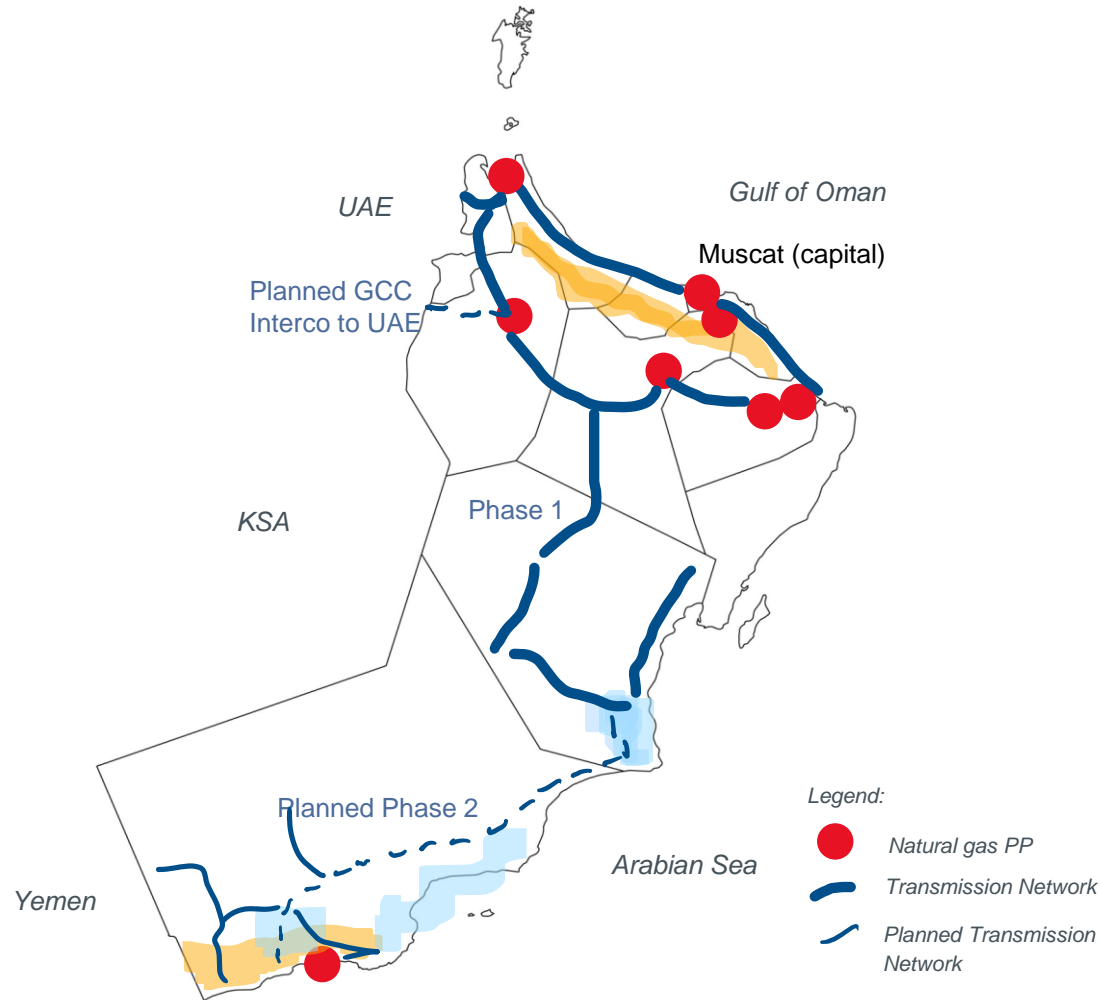 UAE
Gulf of Oman
Muscat (capital)
Planned GCC
Interco to UAE
KSA
Phase 1
Planned Phase 2
Yemen
Arabian Sea
Legend:
Natural gas PP
Transmission Network
Planned Transmission
Network